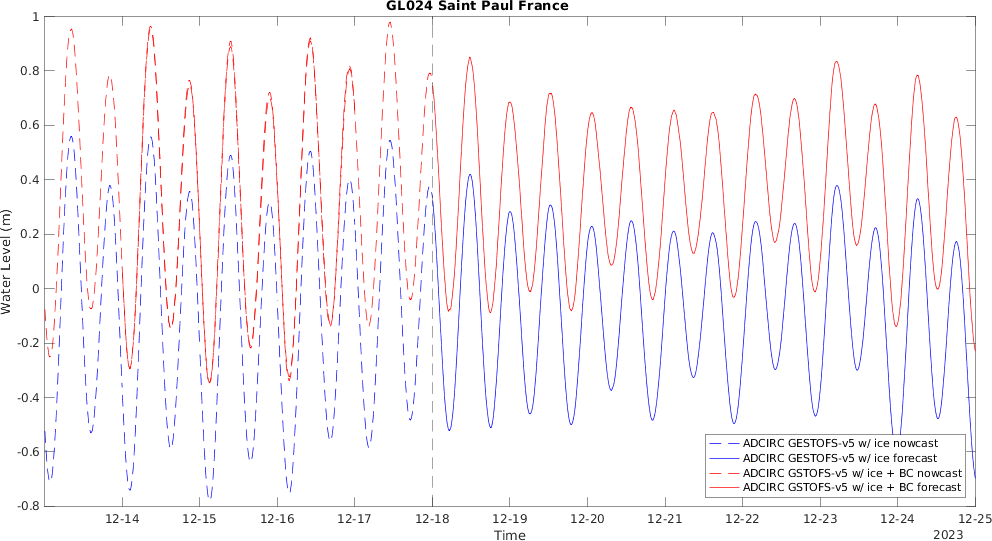 GL024 Saint Paul France
Water Level (m)
1
0.8
0.6
0.4
0.2
0
-0.2
-0.4
-0.6
-0.8
ADCIRC GESTOFS-v5 w/ ice nowcast
ADCIRC GESTOFS-v5 w/ ice forecast
ADCIRC GSTOFS-v5 w/ ice + BC nowcast
ADCIRC GSTOFS-v5 w/ ice + BC forecast
12-14 12-15 12-16 12-17 12-18 12-19 12-20 12-21 12-22 12-23 12-24 12-25
Time
2023